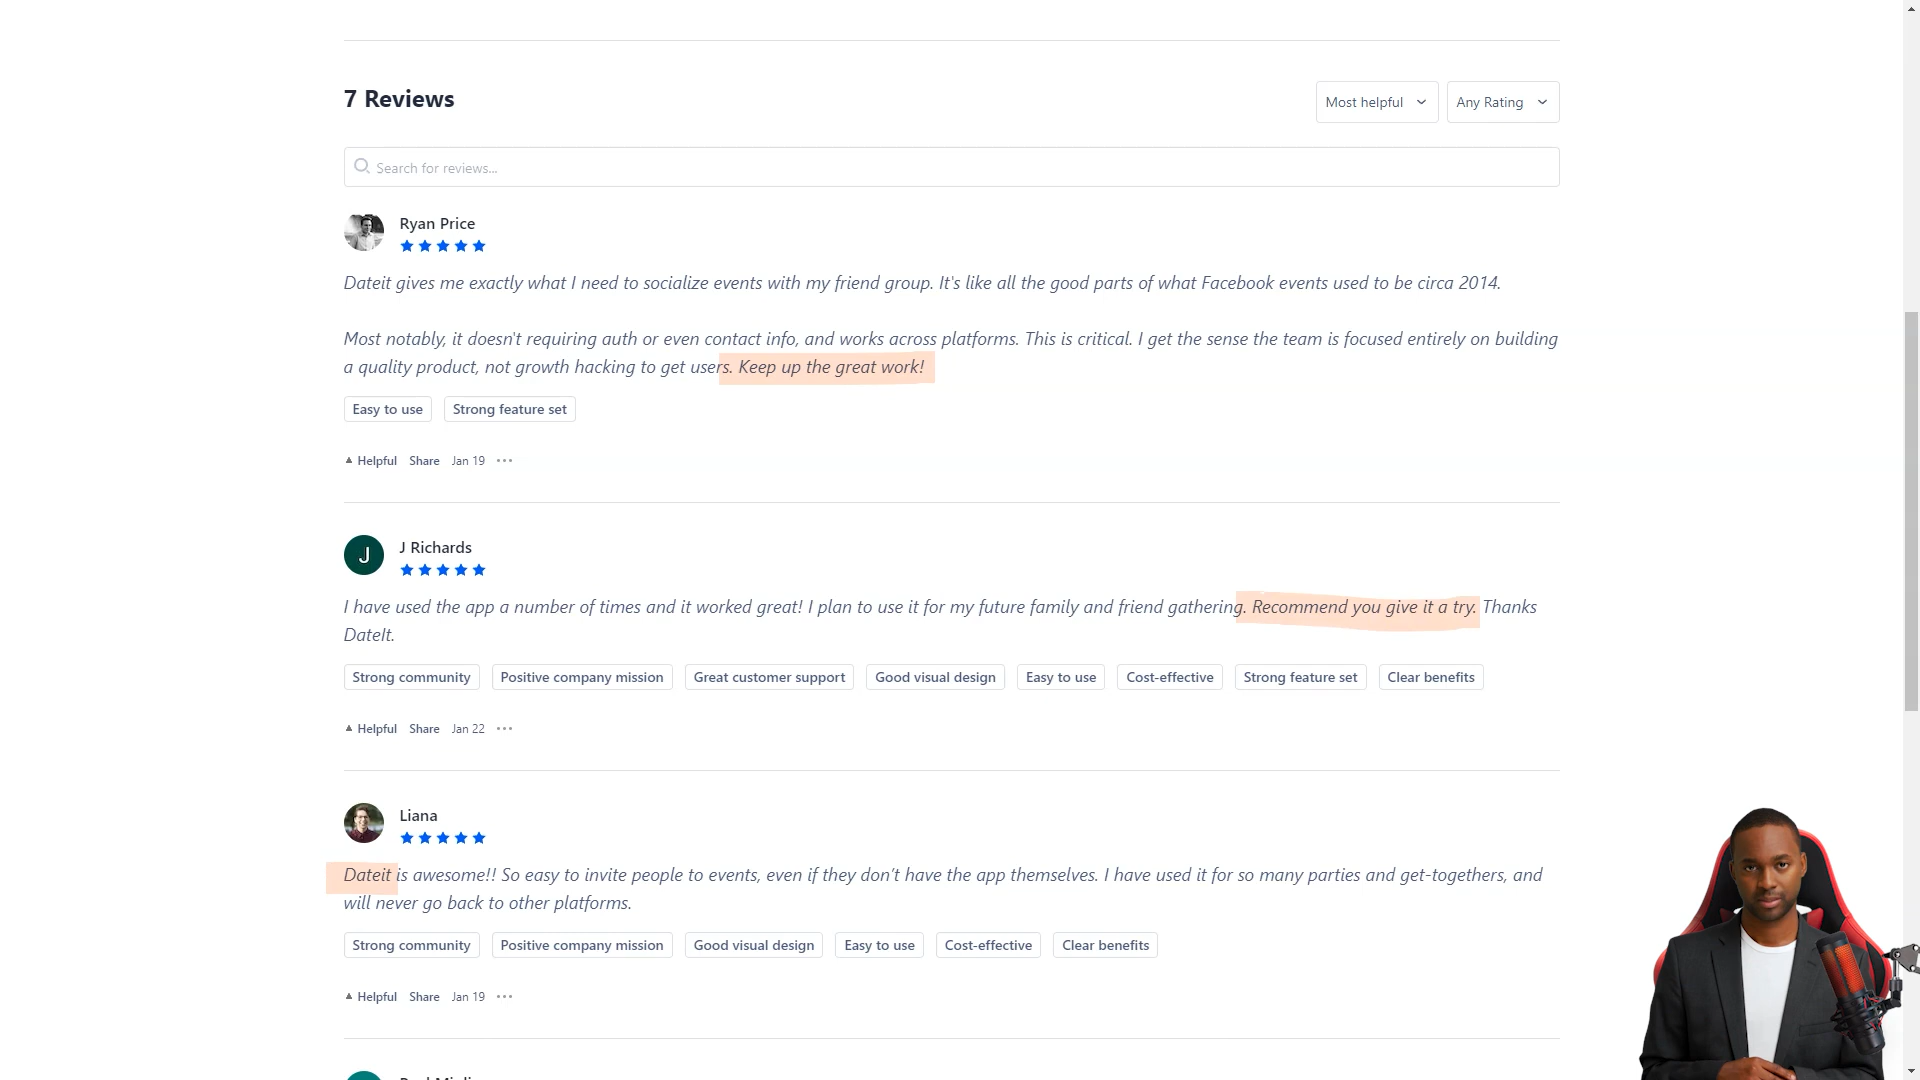 7 Reviews
Most helpful
Any Rating
Search for reviews...
Ryan Price
Dateit gives me exactly what I need to socialize events with my friend group. It's like all the good parts of what Facebook events used to be circa 2014.
Most notably, it doesn't requiring auth or even contact info, and works across platforms. This is critical. I get the sense the team is focused entirely on building
a quality product, not growth hacking to get users. Keep up the great work!
Easy to use Strong feature set
Helpful Share Jan 19
J
J Richards
I have used the app a number of times and it worked great! I plan to use it for my future family and friend gathering. Recommend you give it a try. Thanks
DateIt.
Strong community Positive company mission Great customer support Good visual design Easy to use Cost-effective Strong feature set Clear benefits
Helpful Share Jan 22
Liana
Dateit is awesome!! So easy to invite people to events, even if they don’t have the app themselves. I have used it for so many parties and get-togethers, and
will never go back to other platforms.
Strong community Positive company mission Good visual design Easy to use Cost-effective Clear benefits
Helpful Share Jan 19